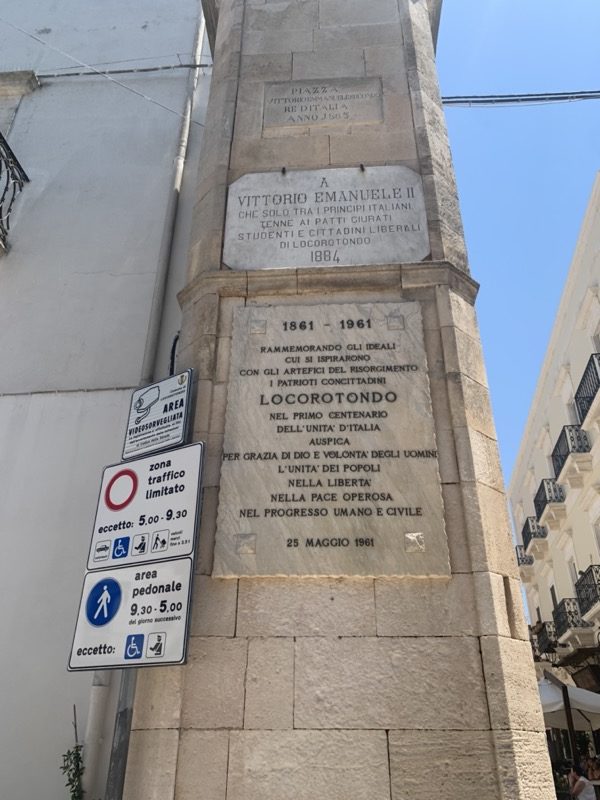 PIAZZA
VITTORIO EMMANUELE SECONDO
RE D'ITALIA
ANNO 1863
A
VITTORIO EMANUELE II
CHE SOLO TRA I PRINCIPI ITALIANI
TENNE AI PATTI GIURATI
STUDENTI E CITTADINI LIBERALI
DI LOCOROTONDO
1884
1861 - 1961
RAMMEMORANDO GLI IDEALI
CUI SI ISPIRARONO
CON GLI ARTEFICI DEL RISORGIMENTO
I PATRIOTI CONCITTADINI
LOCOROTONDO
NEL PRIMO CENTENARIO
DELL'UNITA' D'ITALIA
AUSPICA
PER GRAZIA DI DIO E VOLONTA' DEGLI UOMINI
L'UNITA' DEI POPOLI
NELLA LIBERTA'
NELLA PACE OPEROSA
NEL PROGRESSO UMANO E CIVILE
25 MAGGIO 1961
AREA
VIDEOSORVEGLIATA
zona
traffico
limitato
eccetto: 5.00 - 9.30
area
pedonale
9.30 - 5.00
del giorno successivo
eccetto: